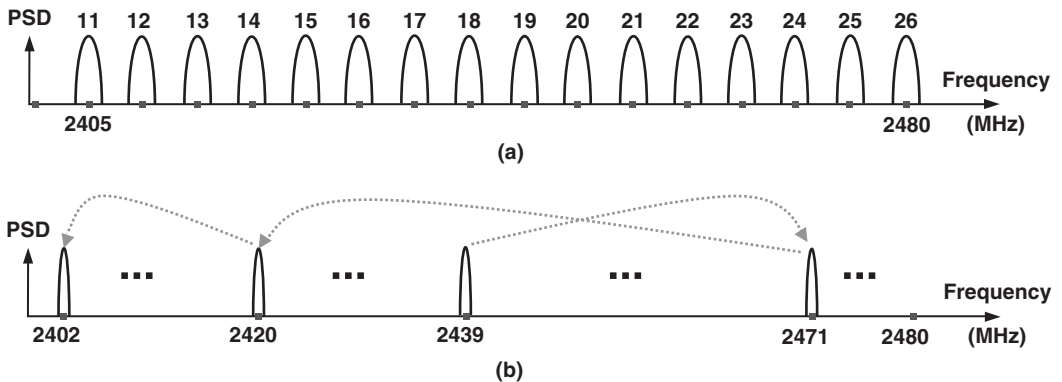 PSD 11 12 13 14 15 16 17 18 19 20 21 22 23 24 25 26
Frequency
2405 2480 (MHz)
(a)
PSD
Frequency
2402 2420 2439 2471 2480 (MHz)
(b)